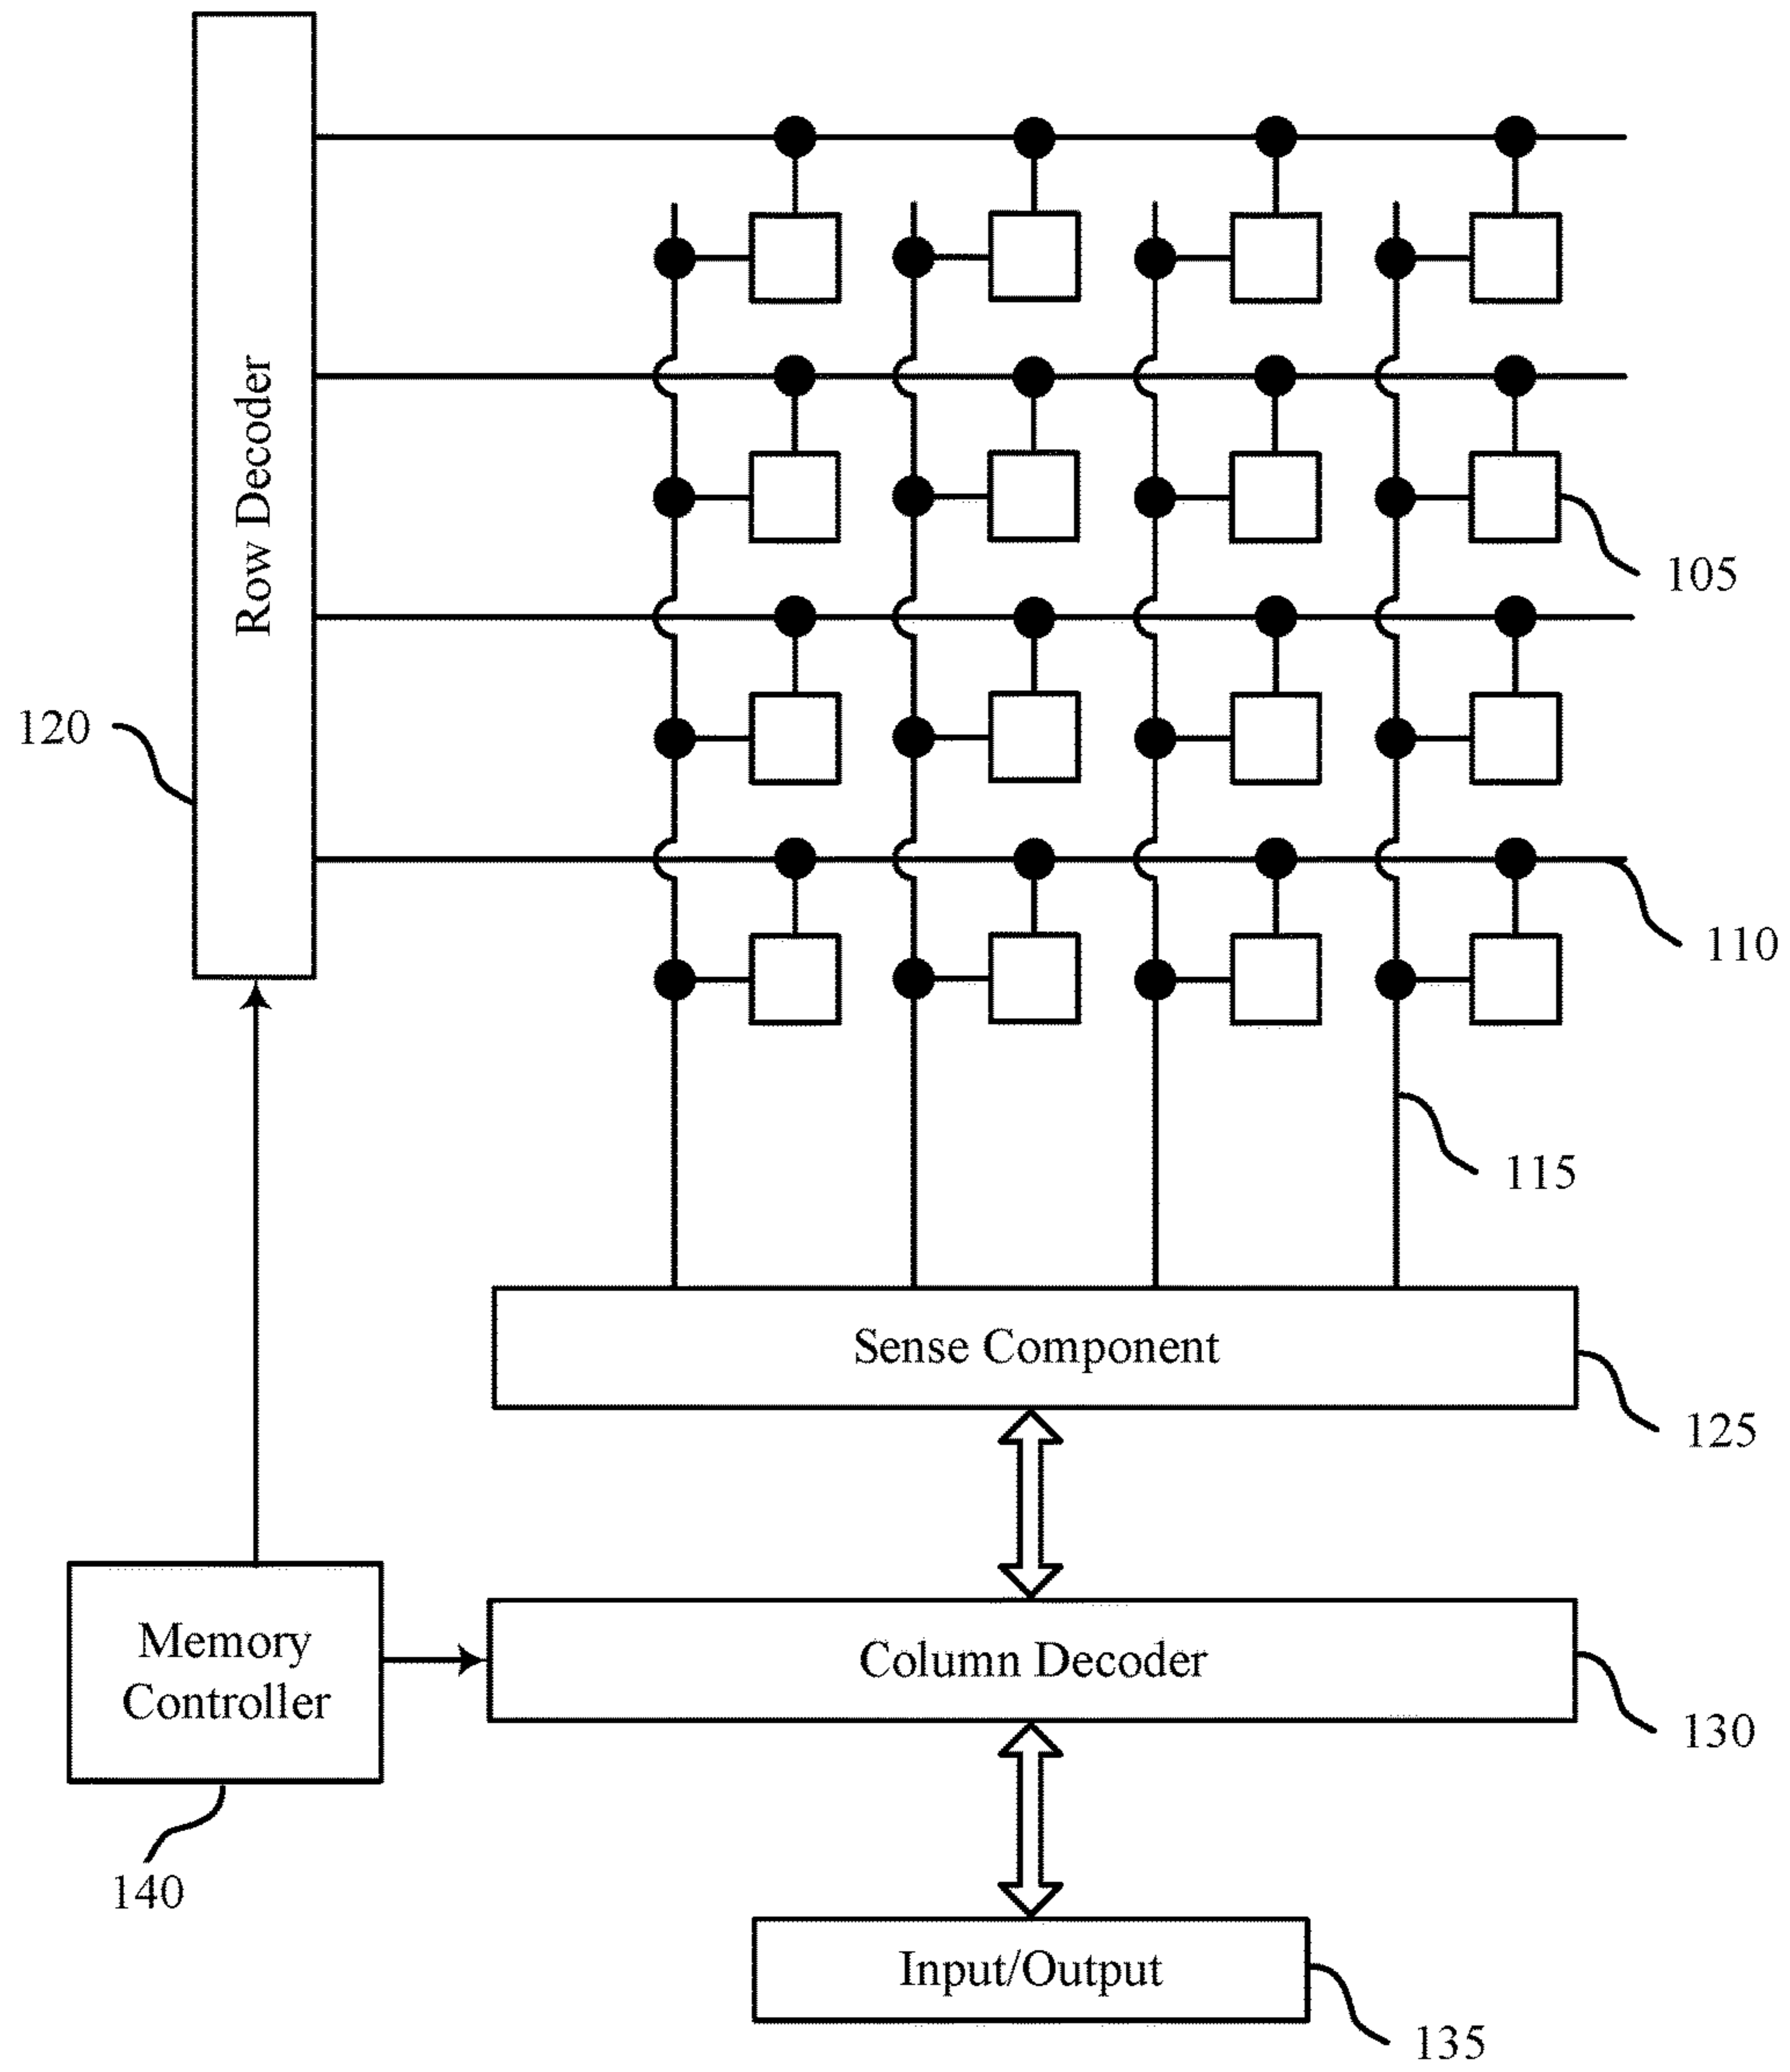 Row Decoder
105
120
110
115
Sense Component
125
Memory
Controller
Column Decoder
130
140
Input/Output
135